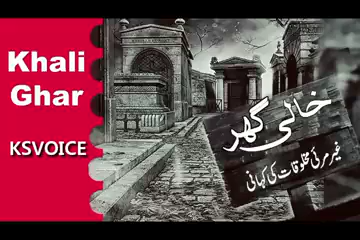 Khali
Ghar
KSVOICE
خالی گھر
غیر مرئی مخلوقات کی کہانی